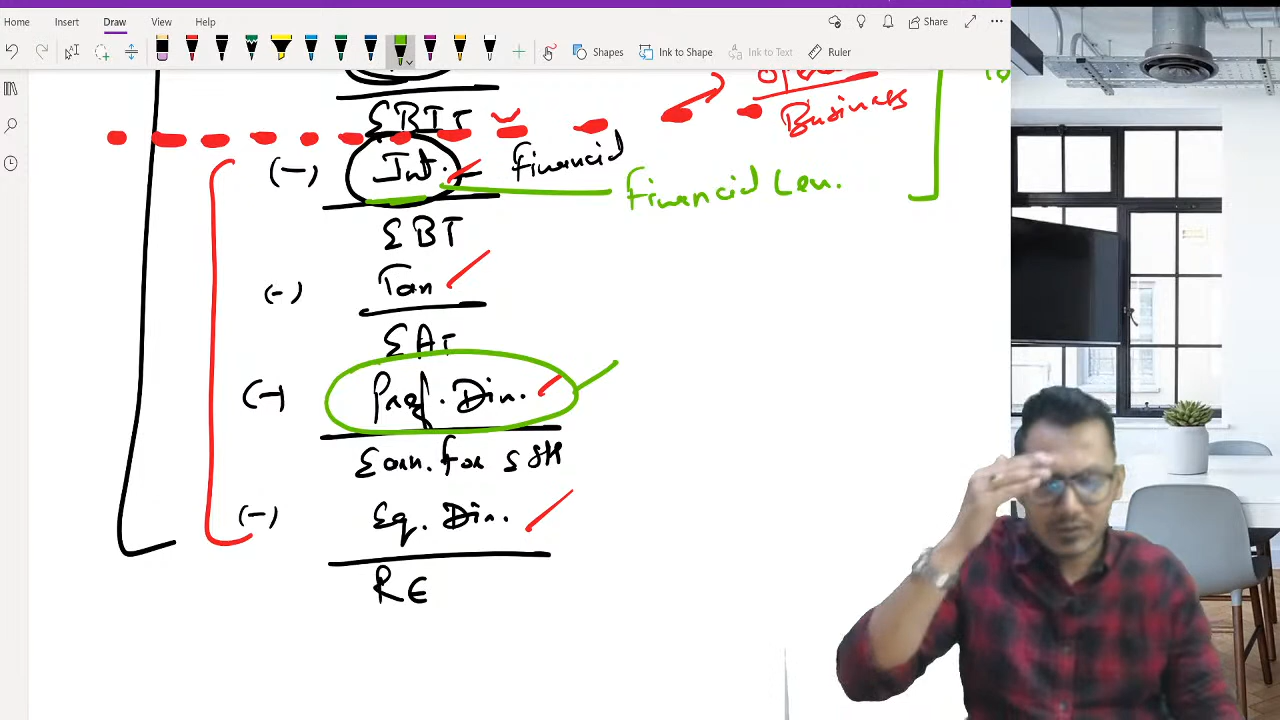 Home Insert Draw View Help Share
Shapes Ink to Shape Ink to Text Ruler
EBIT
Business
(-) Int. Financial
Financial Lev.
EBT
(-) Tax
EAT
(-) Pref. Div.
Earn. for ESH
(-) Eq. Div.
RE